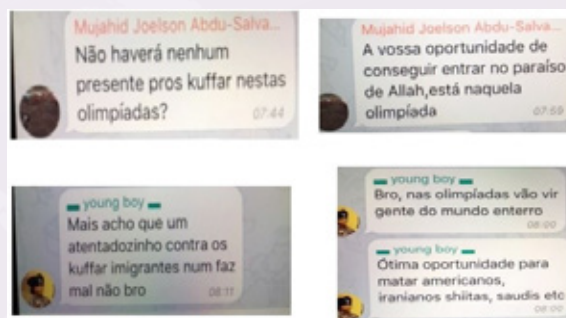 Mujahid Joelson Abdu-Salva...
Não haverá nenhum
presente pros kuffar nestas
olimpíadas?
07:44
Mujahid Joelson Abdu-Salva...
A vossa oportunidade de
conseguir entrar no paraíso
de Allah,está naquela
olimpíada
07:59
young boy
Mais acho que um
atentadozinho contra os
kuffar imigrantes num faz
mal não bro
08:11
young boy
Bro, nas olimpíadas vão vir
gente do mundo enterro
08:00
young boy
Ótima oportunidade para
matar americanos,
iranianos shiitas, saudis etc
08:00